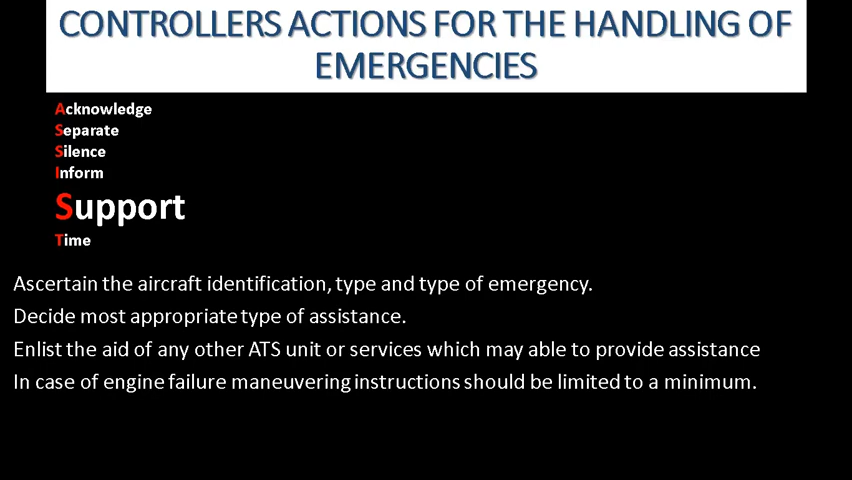 CONTROLLERS ACTIONS FOR THE HANDLING OF
EMERGENCIES
Acknowledge
Separate
Silence
Inform
Support
Time
Ascertain the aircraft identification, type and type of emergency.
Decide most appropriate type of assistance.
Enlist the aid of any other ATS unit or services which may able to provide assistance
In case of engine failure maneuvering instructions should be limited to a minimum.